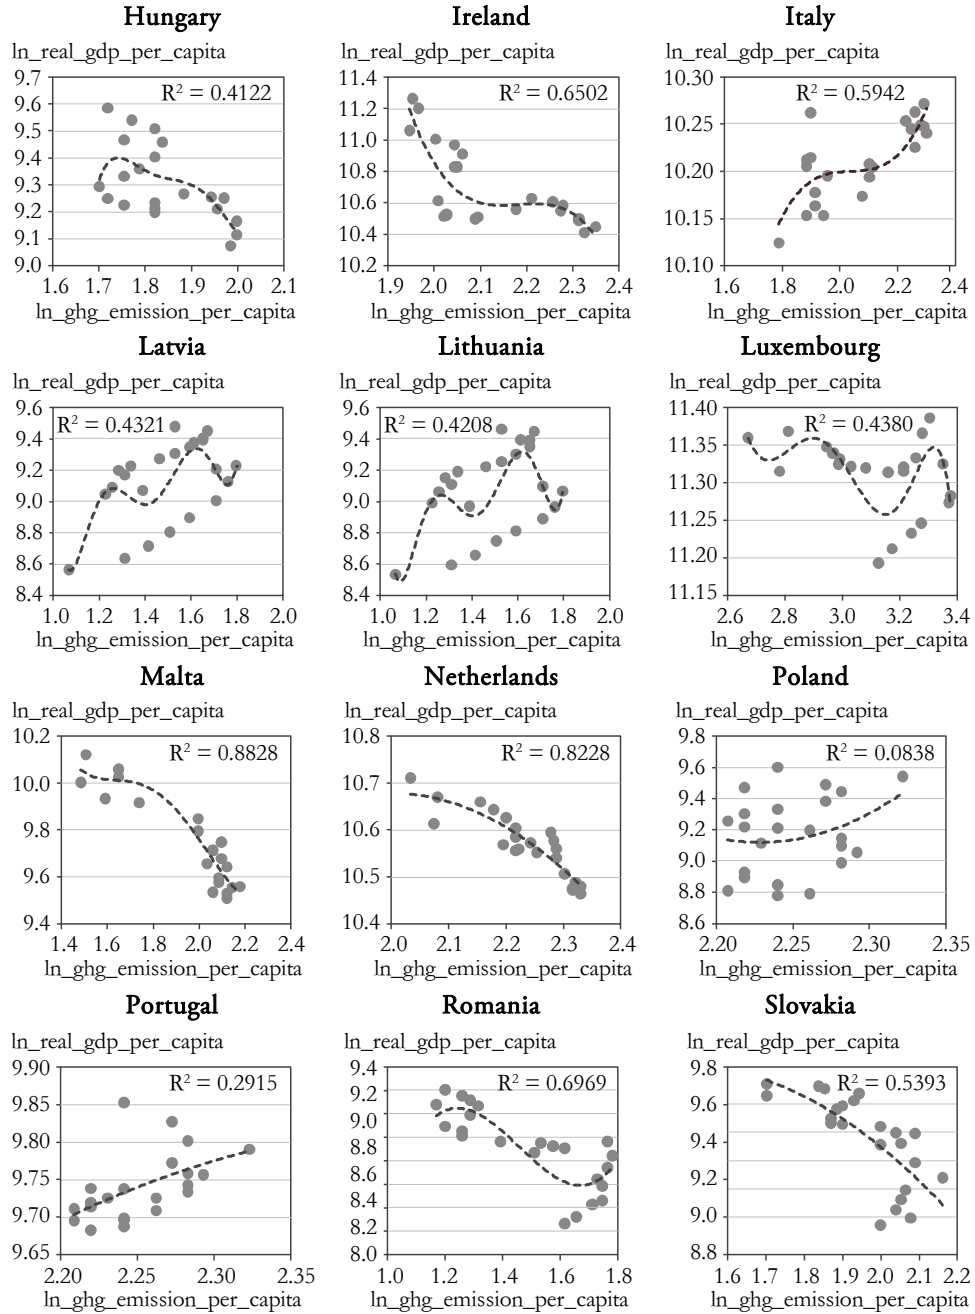 Hungary
Ireland
Italy
ln_real_gdp_per_capita
ln_real_gdp_per_capita
ln_real_gdp_per_capita
9.7
9.6
9.5
9.4
9.3
9.2
9.1
9.0
R² = 0.4122
1.6 1.7 1.8 1.9 2.0 2.1
ln_ghg_emission_per_capita
11.4
11.2
11.0
10.8
10.6
10.4
10.2
R² = 0.6502
1.9 2.0 2.1 2.2 2.3 2.4
ln_ghg_emission_per_capita
10.30
10.25
10.20
10.15
10.10
R² = 0.5942
1.6 1.8 2.0 2.2 2.4
ln_ghg_emission_per_capita
Latvia
Lithuania
Luxembourg
ln_real_gdp_per_capita
ln_real_gdp_per_capita
ln_real_gdp_per_capita
9.6
9.4
9.2
9.0
8.8
8.6
8.4
R² = 0.4321
1.0 1.2 1.4 1.6 1.8 2.0
ln_ghg_emission_per_capita
9.6
9.4
9.2
9.0
8.8
8.6
8.4
R² = 0.4208
1.0 1.2 1.4 1.6 1.8 2.0
ln_ghg_emission_per_capita
11.40
11.35
11.30
11.25
11.20
11.15
R² = 0.4380
2.6 2.8 3.0 3.2 3.4
ln_ghg_emission_per_capita
Malta
Netherlands
Poland
ln_real_gdp_per_capita
ln_real_gdp_per_capita
ln_real_gdp_per_capita
10.2
10.0
9.8
9.6
9.4
R² = 0.8828
1.4 1.6 1.8 2.0 2.2 2.4
ln_ghg_emission_per_capita
10.8
10.7
10.6
10.5
10.4
R² = 0.8228
2.0 2.1 2.2 2.3 2.4
ln_ghg_emission_per_capita
9.8
9.6
9.4
9.2
9.0
8.8
8.6
R² = 0.0838
2.20 2.25 2.30 2.35
ln_ghg_emission_per_capita
Portugal
Romania
Slovakia
ln_real_gdp_per_capita
ln_real_gdp_per_capita
ln_real_gdp_per_capita
9.90
9.85
9.80
9.75
9.70
9.65
R² = 0.2915
2.20 2.25 2.30 2.35
ln_ghg_emission_per_capita
9.4
9.2
9.0
8.8
8.6
8.4
8.2
8.0
R² = 0.6969
1.0 1.2 1.4 1.6 1.8
ln_ghg_emission_per_capita
9.8
9.6
9.4
9.2
9.0
8.8
R² = 0.5393
1.6 1.7 1.8 1.9 2.0 2.1 2.2
ln_ghg_emission_per_capita